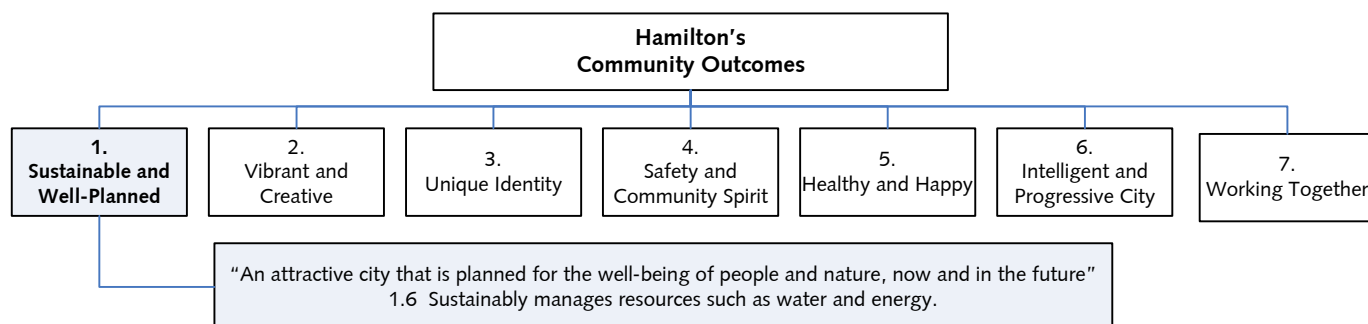 Hamilton's
Community Outcomes
1.
Sustainable and
Well-Planned
2.
Vibrant and
Creative
3.
Unique Identity
4.
Safety and
Community Spirit
5.
Healthy and Happy
6.
Intelligent and
Progressive City
7.
Working Together
“An attractive city that is planned for the well-being of people and nature, now and in the future”
1.6 Sustainably manages resources such as water and energy.